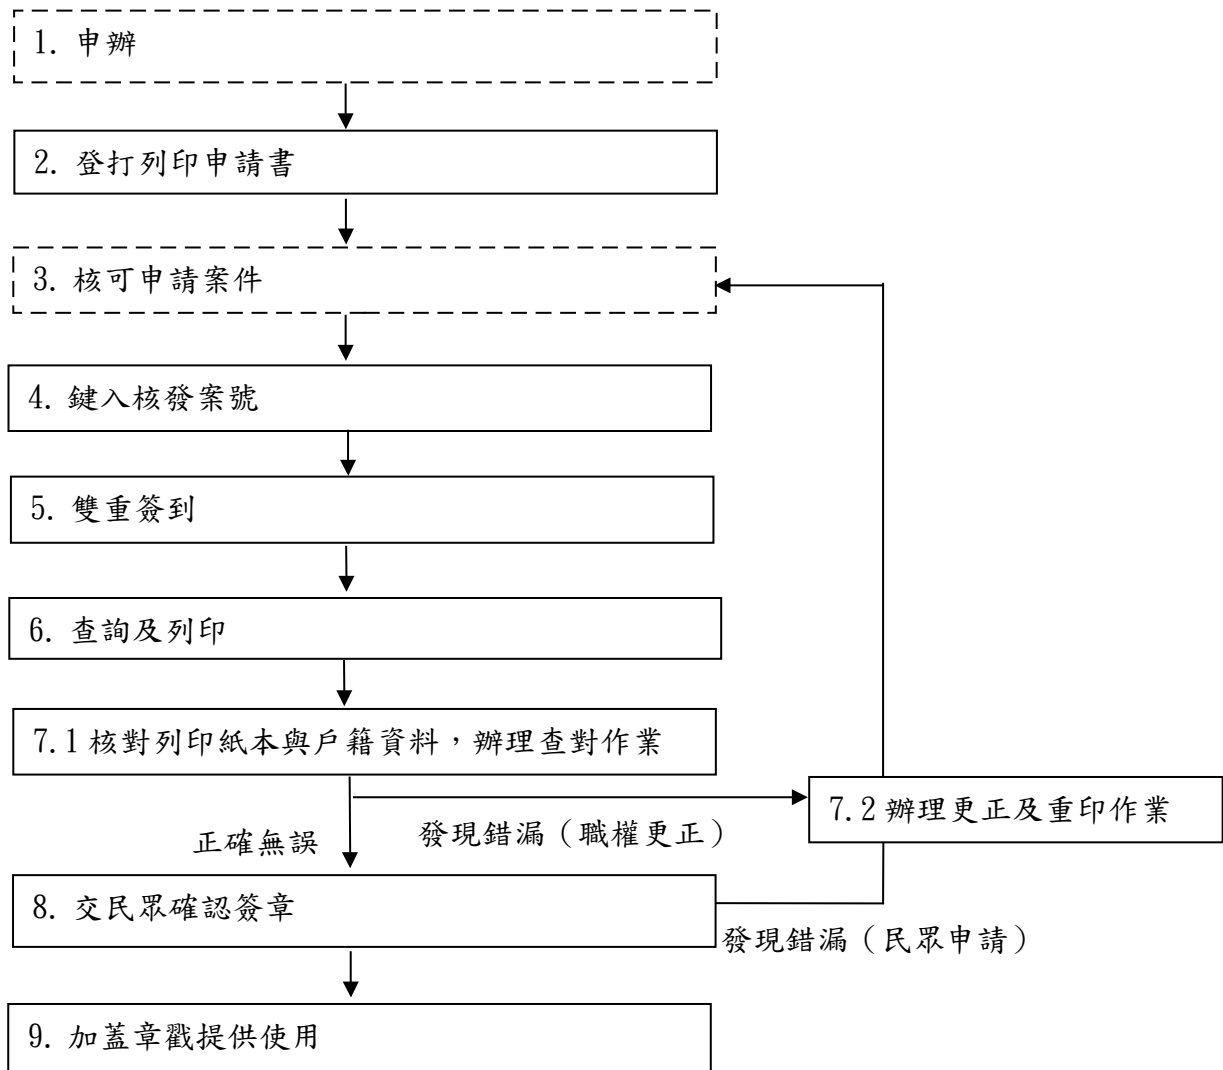 1. 申辦
2. 登打列印申請書
3. 核可申請案件
4. 鍵入核發案號
5. 雙重簽到
6. 查詢及列印
7.1 核對列印紙本與戶籍資料，辦理查對作業
7.2 辦理更正及重印作業
發現錯漏（職權更正）
正確無誤
8. 交民眾確認簽章
發現錯漏（民眾申請）
9. 加蓋章戳提供使用